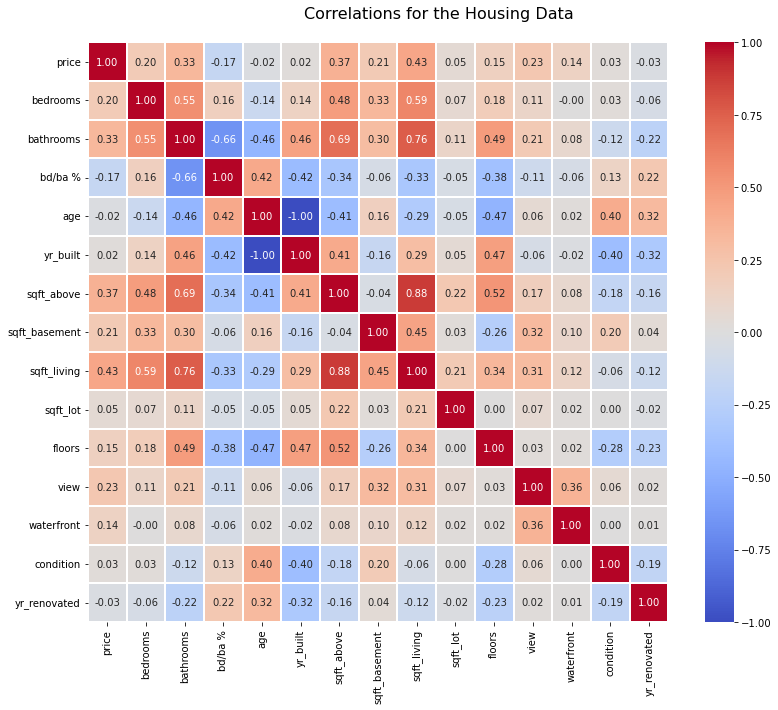 Correlations for the Housing Data
price 1.00 0.20 0.33 -0.17 -0.02 0.02 0.37 0.21 0.43 0.05 0.15 0.23 0.14 0.03 -0.03
bedrooms 0.20 1.00 0.55 0.16 -0.14 0.14 0.48 0.33 0.59 0.07 0.18 0.11 -0.00 0.03 -0.06
bathrooms 0.33 0.55 1.00 -0.66 -0.46 0.46 0.69 0.30 0.76 0.11 0.49 0.21 0.08 -0.12 -0.22
bd/ba % -0.17 0.16 -0.66 1.00 0.42 -0.42 -0.34 -0.06 -0.33 -0.05 -0.38 -0.11 -0.06 0.13 0.22
age -0.02 -0.14 -0.46 0.42 1.00 -1.00 -0.41 0.16 -0.29 -0.05 -0.47 0.06 0.02 0.40 0.32
yr_built 0.02 0.14 0.46 -0.42 -1.00 1.00 0.41 -0.16 0.29 0.05 0.47 -0.06 -0.02 -0.40 -0.32
sqft_above 0.37 0.48 0.69 -0.34 -0.41 0.41 1.00 -0.04 0.88 0.22 0.52 0.17 0.08 -0.18 -0.16
sqft_basement 0.21 0.33 0.30 -0.06 0.16 -0.16 -0.04 1.00 0.45 0.03 -0.26 0.32 0.10 0.20 0.04
sqft_living 0.43 0.59 0.76 -0.33 -0.29 0.29 0.88 0.45 1.00 0.21 0.34 0.31 0.12 -0.06 -0.12
sqft_lot 0.05 0.07 0.11 -0.05 -0.05 0.05 0.22 0.03 0.21 1.00 0.00 0.07 0.02 0.00 -0.02
floors 0.15 0.18 0.49 -0.38 -0.47 0.47 0.52 -0.26 0.34 0.00 1.00 0.03 0.02 -0.28 -0.23
view 0.23 0.11 0.21 -0.11 0.06 -0.06 0.17 0.32 0.31 0.07 0.03 1.00 0.36 0.06 0.02
waterfront 0.14 -0.00 0.08 -0.06 0.02 -0.02 0.08 0.10 0.12 0.02 0.02 0.36 1.00 0.00 0.01
condition 0.03 0.03 -0.12 0.13 0.40 -0.40 -0.18 0.20 -0.06 0.00 -0.28 0.06 0.00 1.00 -0.19
yr_renovated -0.03 -0.06 -0.22 0.22 0.32 -0.32 -0.16 0.04 -0.12 -0.02 -0.23 0.02 0.01 -0.19 1.00
price bedrooms bathrooms bd/ba % age yr_built sqft_above sqft_basement sqft_living sqft_lot floors view waterfront condition yr_renovated
1.00
0.75
0.50
0.25
0.00
-0.25
-0.50
-0.75
-1.00